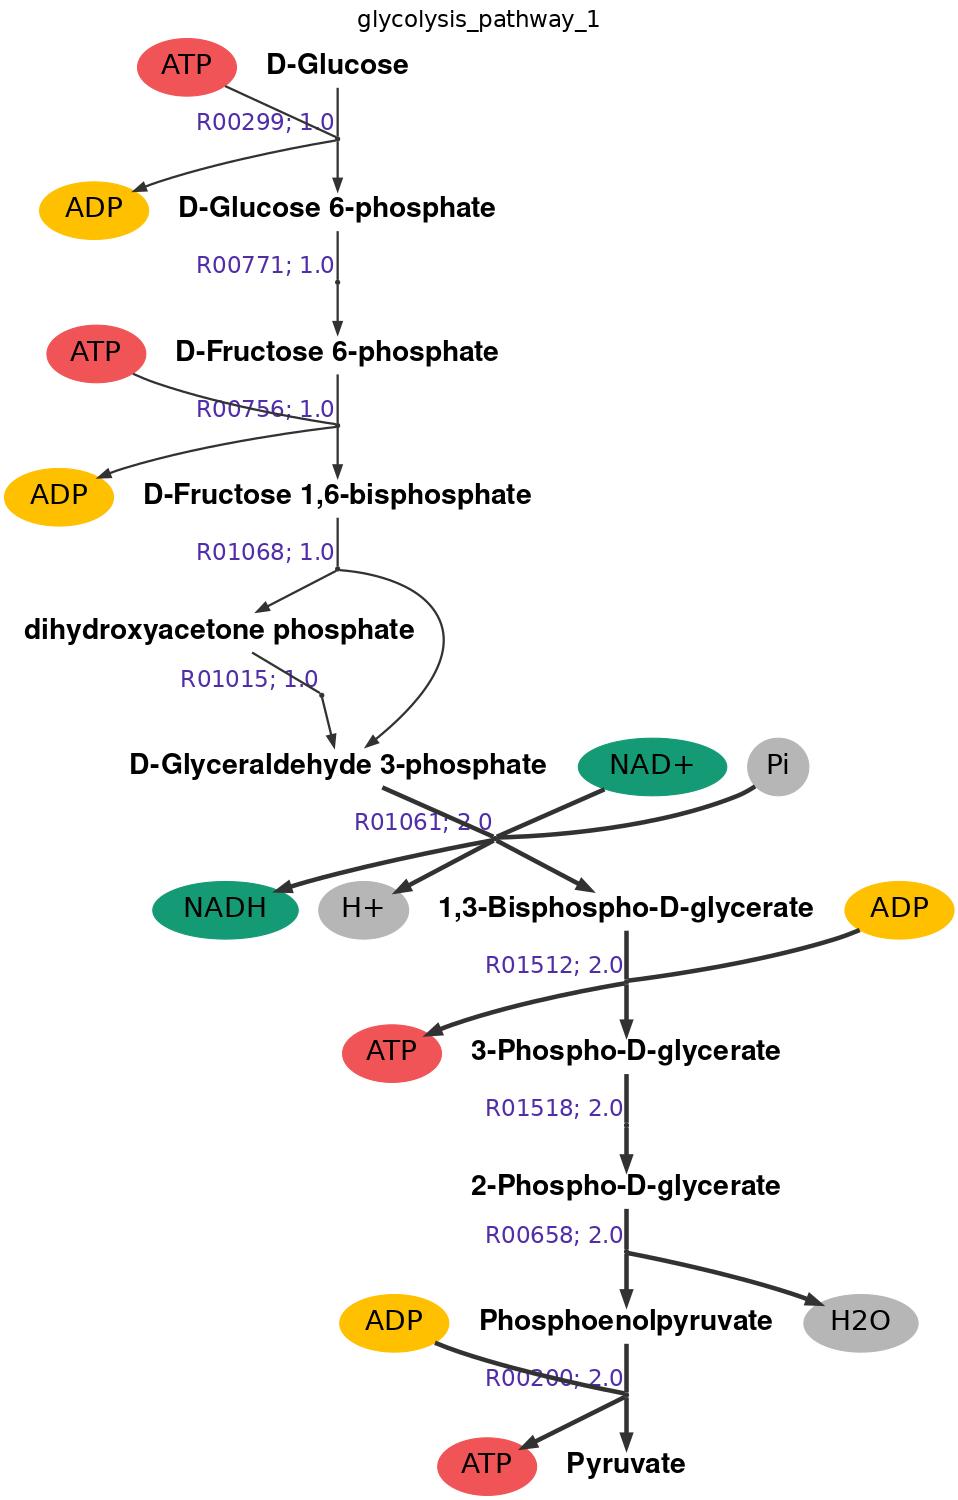 glycolysis_pathway_1
ATP
D-Glucose
R00299; 1.0
ADP
D-Glucose 6-phosphate
R00771; 1.0
ATP
D-Fructose 6-phosphate
R00756; 1.0
ADP
D-Fructose 1,6-bisphosphate
R01068; 1.0
dihydroxyacetone phosphate
R01015; 1.0
D-Glyceraldehyde 3-phosphate
NAD+
Pi
R01061; 2.0
NADH
H+
1,3-Bisphospho-D-glycerate
ADP
R01512; 2.0
ATP
3-Phospho-D-glycerate
R01518; 2.0
2-Phospho-D-glycerate
R00658; 2.0
ADP
Phosphoenolpyruvate
H2O
R00200; 2.0
ATP
Pyruvate